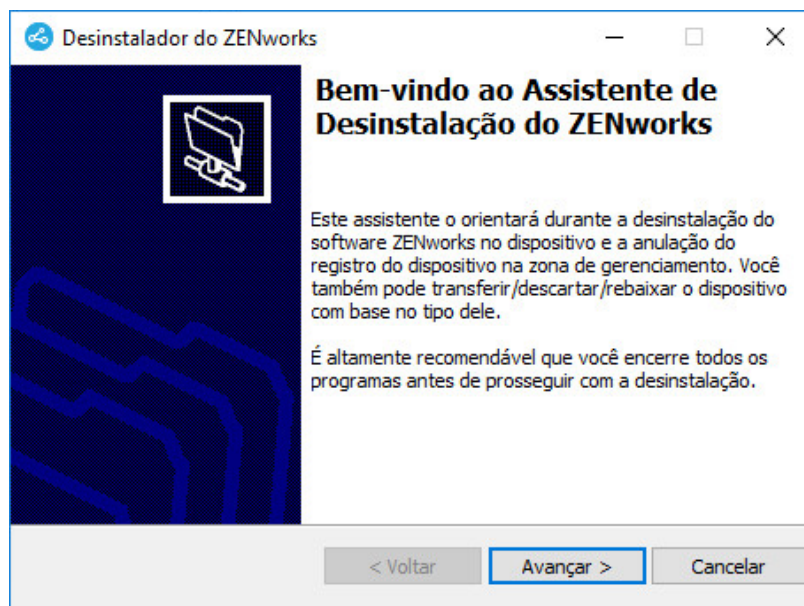 Desinstalador do ZENworks
Bem-vindo ao Assistente de
Desinstalação do ZENworks
Este assistente o orientará durante a desinstalação do
software ZENworks no dispositivo e a anulação do
registro do dispositivo na zona de gerenciamento. Você
também pode transferir/descartar/rebaixar o dispositivo
com base no tipo dele.
É altamente recomendável que você encerre todos os
programas antes de prosseguir com a desinstalação.
< Voltar
Avançar >
Cancelar